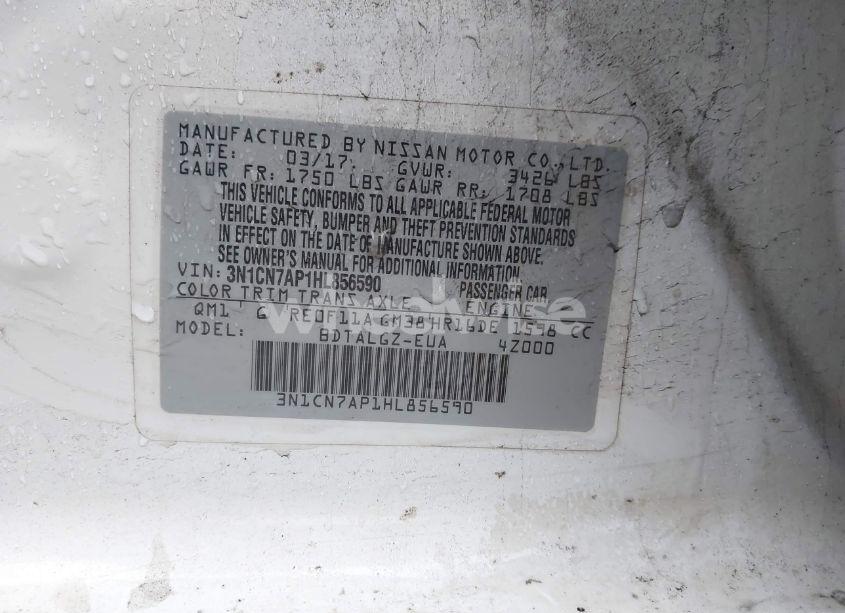 MANUFACTURED BY NISSAN MOTOR CO., LTD.
DATE: 03/17 GVWR: 3426 LBS
GAWR FR: 1750 LBS GAWR RR: 1708 LBS
THIS VEHICLE CONFORMS TO ALL APPLICABLE FEDERAL MOTOR
VEHICLE SAFETY, BUMPER AND THEFT PREVENTION STANDARDS
IN EFFECT ON THE DATE OF MANUFACTURE SHOWN ABOVE.
SEE OWNER'S MANUAL FOR ADDITIONAL INFORMATION.
VIN: 3N1CN7AP1HL856590 PASSENGER CAR
COLOR TRIM TRANS AXLE ENGINE
QM1 G RE0F11A GM38 HR16DE 1598 CC
MODEL: BDTALGZ-EUA 4Z000
3N1CN7AP1HL856590